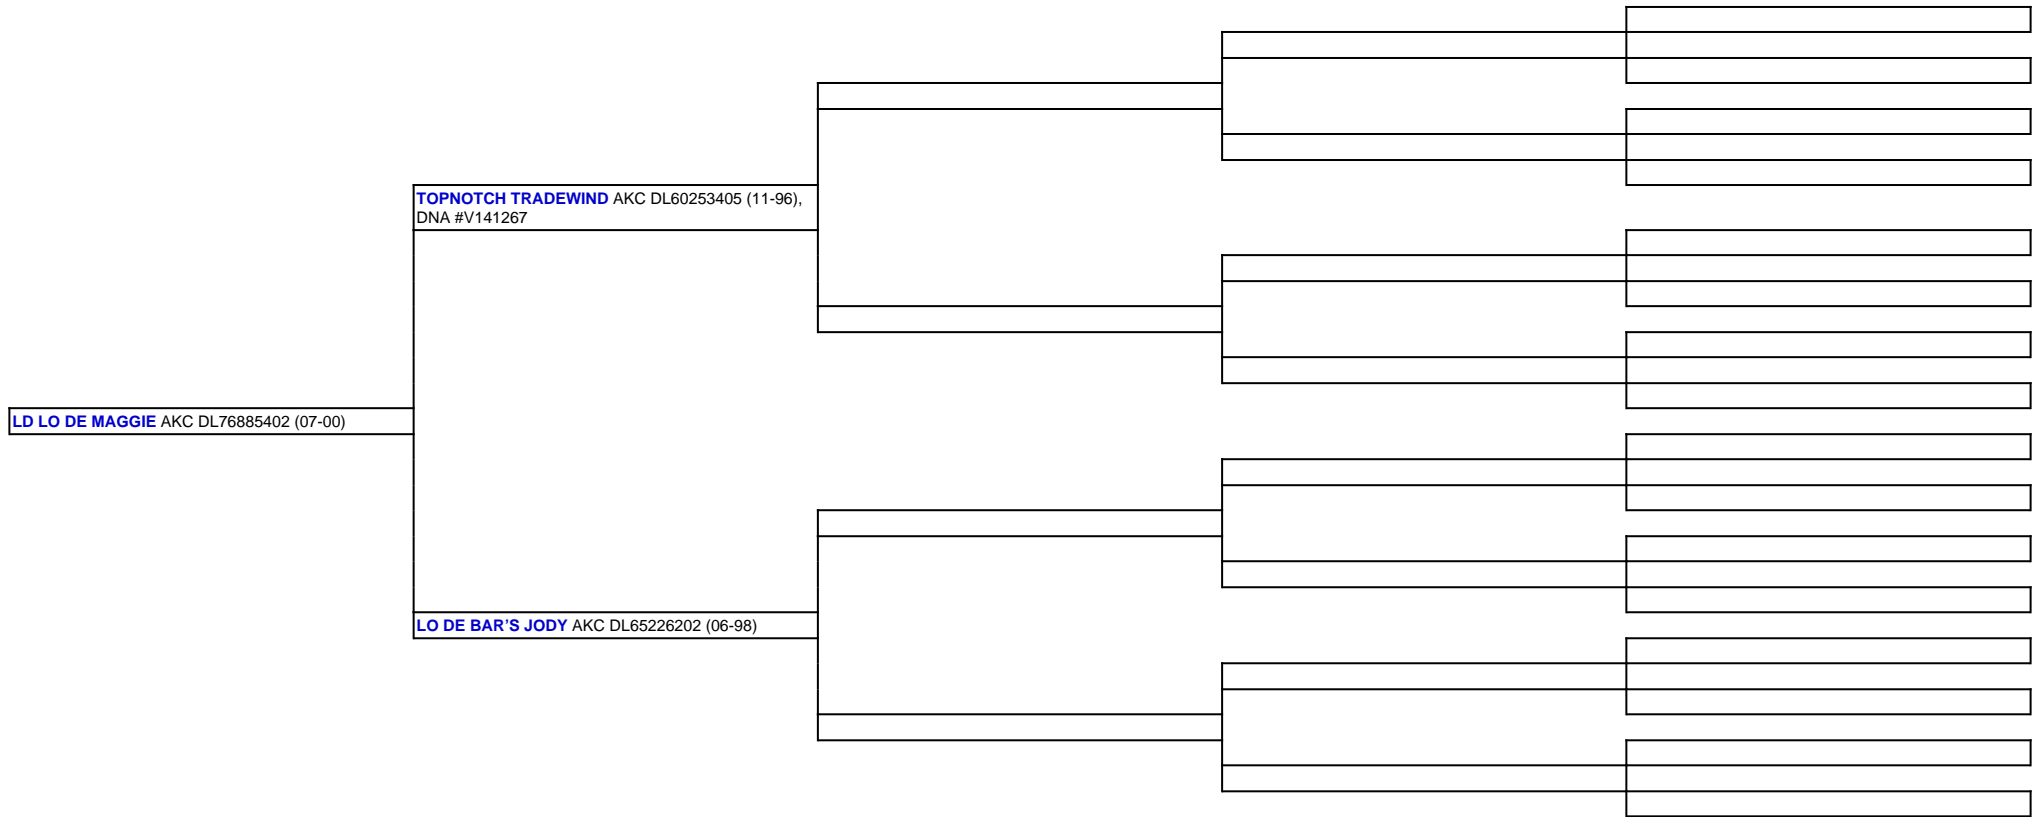 TOPNOTCH TRADEWIND AKC DL60253405 (11-96),
DNA #V141267
LD LO DE MAGGIE AKC DL76885402 (07-00)
LO DE BAR'S JODY AKC DL65226202 (06-98)